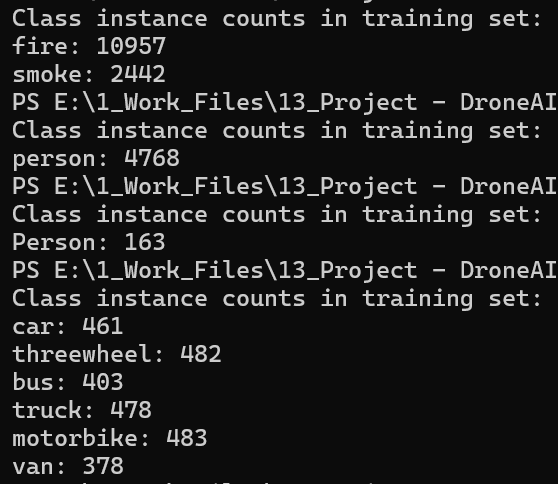 Class instance counts in training set:
fire: 10957
smoke: 2442
PS E:\1_Work_Files\13_Project - DroneAI
Class instance counts in training set:
person: 4768
PS E:\1_Work_Files\13_Project - DroneAI
Class instance counts in training set:
Person: 163
PS E:\1_Work_Files\13_Project - DroneAI
Class instance counts in training set:
car: 461
threewheel: 482
bus: 403
truck: 478
motorbike: 483
van: 378